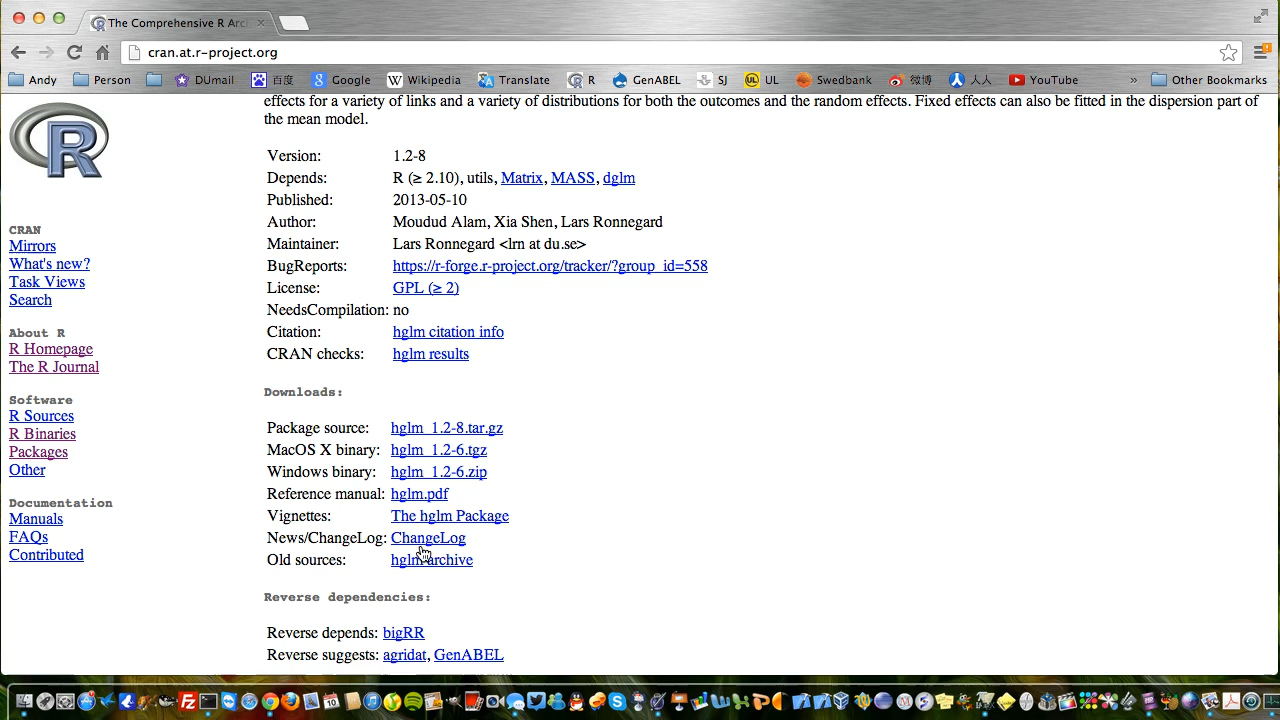 The Comprehensive R Arc
cran.at.r-project.org
Andy Person DUmail 百度 Google W Wikipedia Translate R GenABEL SJ UL UL Swedbank 微博 人人 YouTube » Other Bookmarks
effects for a variety of links and a variety of distributions for both the outcomes and the random effects. Fixed effects can also be fitted in the dispersion part of
the mean model.
R
CRAN
Mirrors
What's new?
Task Views
Search
About R
R Homepage
The R Journal
Software
R Sources
R Binaries
Packages
Other
Documentation
Manuals
FAQs
Contributed
Version: 1.2-8
Depends: R (≥ 2.10), utils, Matrix, MASS, dglm
Published: 2013-05-10
Author: Moudud Alam, Xia Shen, Lars Ronnegard
Maintainer: Lars Ronnegard <lrn at du.se>
BugReports: https://r-forge.r-project.org/tracker/?group_id=558
License: GPL (≥ 2)
NeedsCompilation: no
Citation: hglm citation info
CRAN checks: hglm results
Downloads:
Package source: hglm_1.2-8.tar.gz
MacOS X binary: hglm_1.2-6.tgz
Windows binary: hglm_1.2-6.zip
Reference manual: hglm.pdf
Vignettes: The hglm Package
News/ChangeLog: ChangeLog
Old sources: hglm archive
Reverse dependencies:
Reverse depends: bigRR
Reverse suggests: agridat, GenABEL